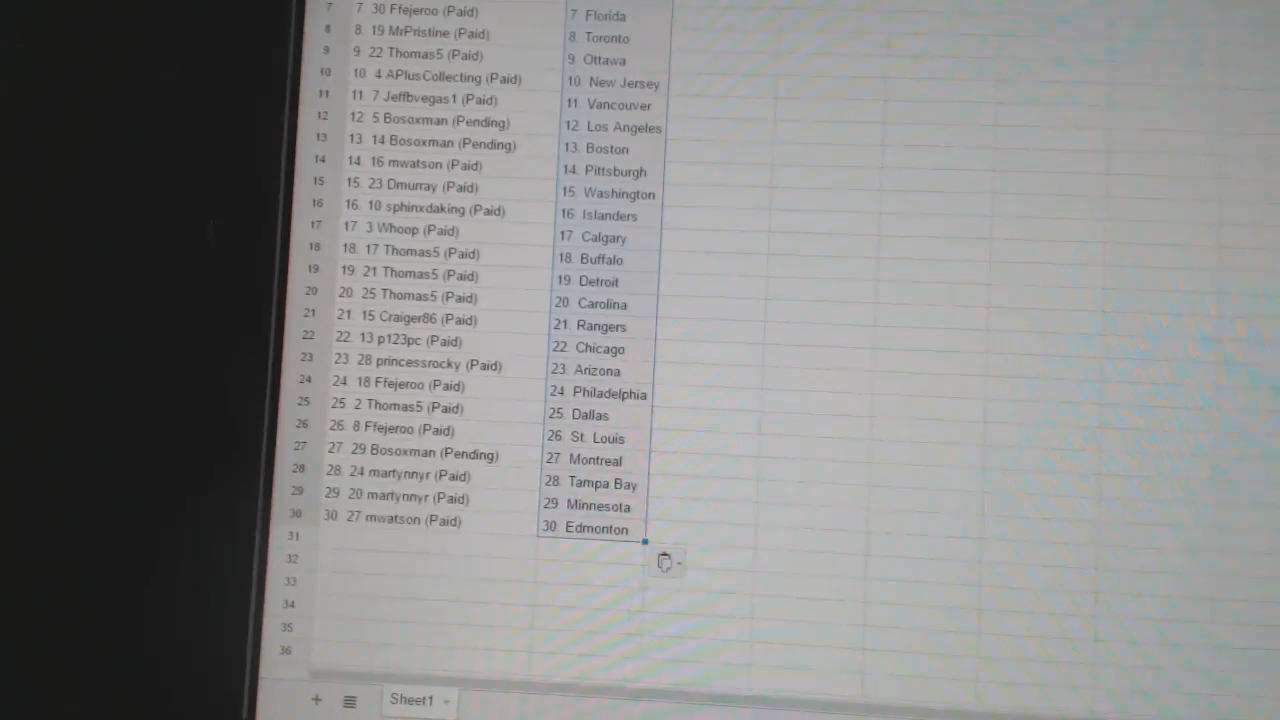 7 7. 30 Ffejeroo (Paid) 7 Florida
8 8. 19 MrPristine (Paid) 8. Toronto
9 9. 22 Thomas5 (Paid) 9. Ottawa
10 10. 4 APlusCollecting (Paid) 10. New Jersey
11 11. 7 Jeffbvegas1 (Paid) 11. Vancouver
12 12. 5 Bosoxman (Pending) 12. Los Angeles
13 13. 14 Bosoxman (Pending) 13. Boston
14 14. 16 mwatson (Paid) 14. Pittsburgh
15 15. 23 Dmurray (Paid) 15. Washington
16 16. 10 sphinxdaking (Paid) 16. Islanders
17 17. 3 Whoop (Paid) 17. Calgary
18 18. 17 Thomas5 (Paid) 18. Buffalo
19 19. 21 Thomas5 (Paid) 19. Detroit
20 20. 25 Thomas5 (Paid) 20. Carolina
21 21. 15 Craiger86 (Paid) 21. Rangers
22 22. 13 p123pc (Paid) 22. Chicago
23 23. 28 princessrocky (Paid) 23. Arizona
24 24. 18 Ffejeroo (Paid) 24. Philadelphia
25 25. 2 Thomas5 (Paid) 25. Dallas
26 26. 8 Ffejeroo (Paid) 26. St. Louis
27 27. 29 Bosoxman (Pending) 27. Montreal
28 28. 24 martynnyr (Paid) 28. Tampa Bay
29 29. 20 martynnyr (Paid) 29. Minnesota
30 30. 27 mwatson (Paid) 30. Edmonton
31
32
33
34
35
36
Sheet1